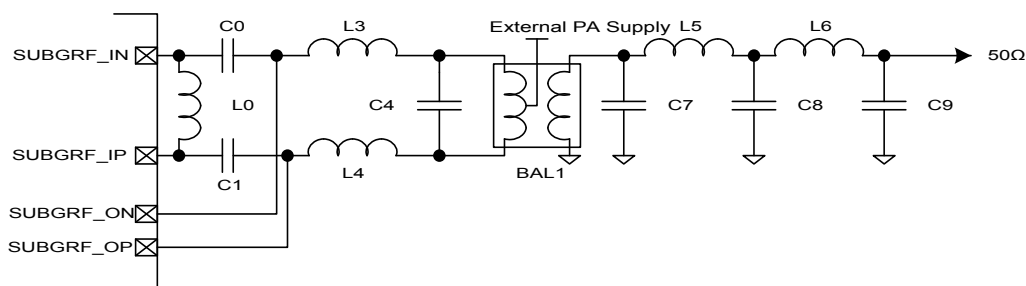 C0
L3
External PA Supply
L5
L6
SUBGRF_IN
50Ω
L0
C4
C7
C8
C9
SUBGRF_IP
C1
L4
BAL1
SUBGRF_ON
SUBGRF_OP